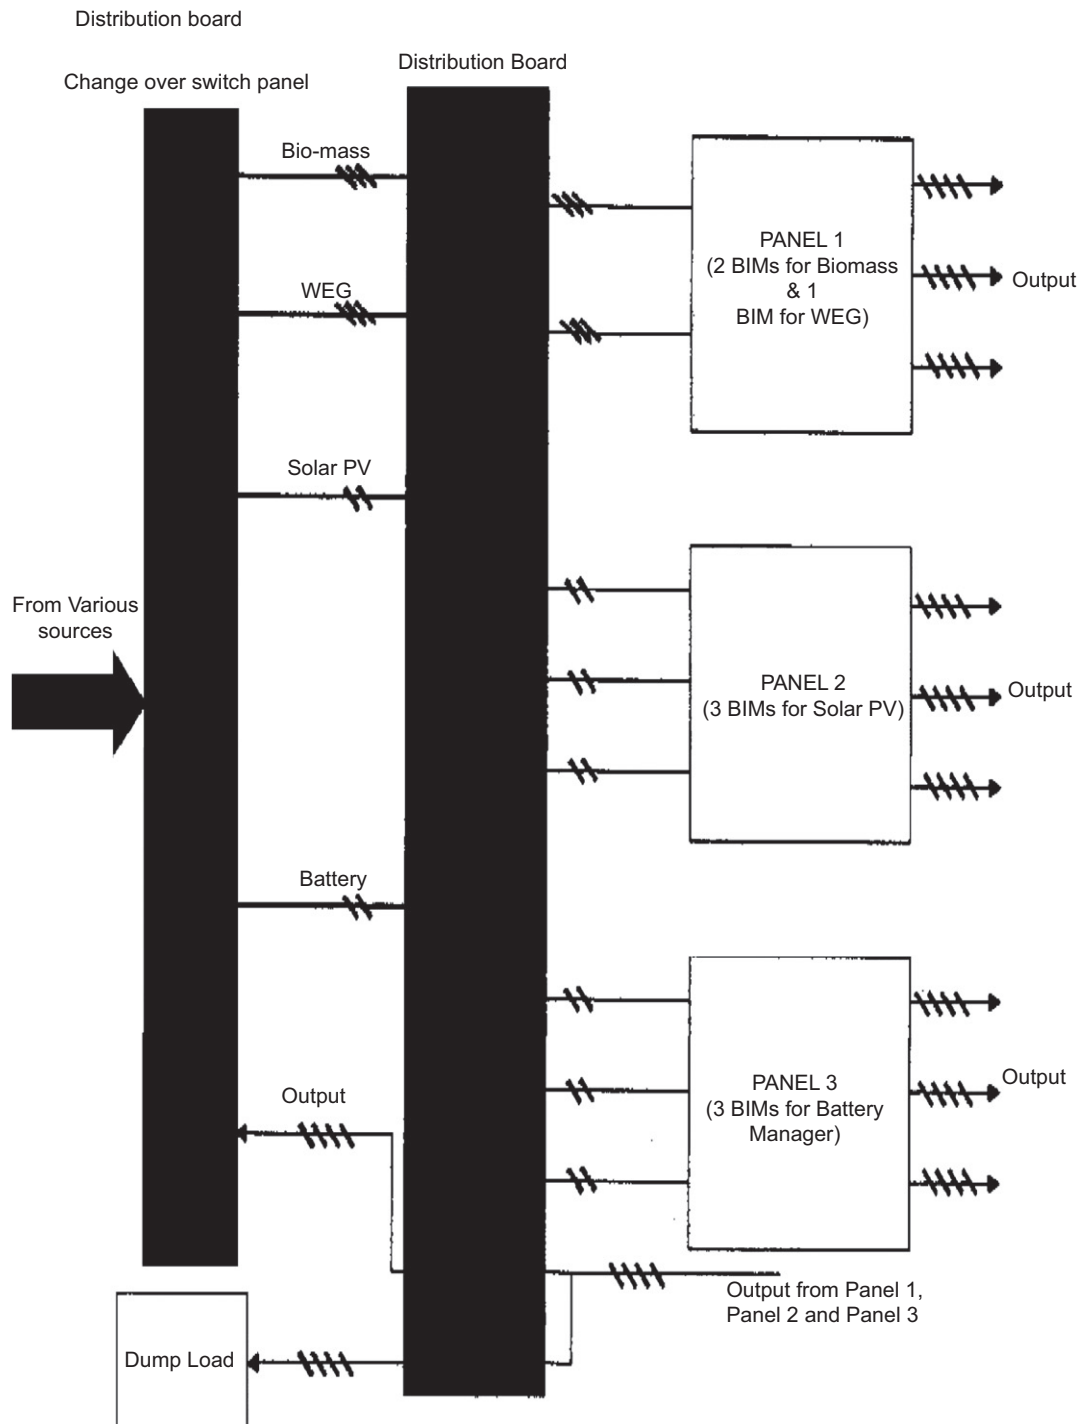 Distribution board
Change over switch panel
Distribution Board
Bio-mass
WEG
Solar PV
From Various
sources
Battery
Output
Dump Load
PANEL 1
(2 BIMs for Biomass
& 1
BIM for WEG)
Output
PANEL 2
(3 BIMs for Solar PV)
Output
PANEL 3
(3 BIMs for Battery
Manager)
Output
Output from Panel 1,
Panel 2 and Panel 3